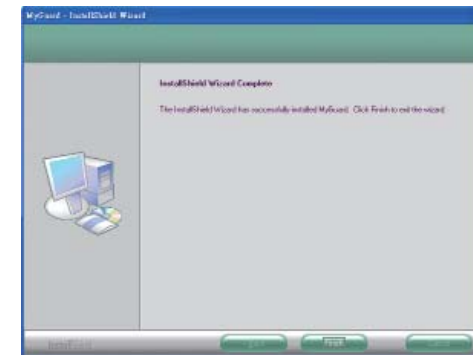 MyGuard - InstallShield Wizard
InstallShield Wizard Complete
The InstallShield Wizard has successfully installed MyGuard. Click Finish to exit the wizard.
InstallShield
Finish